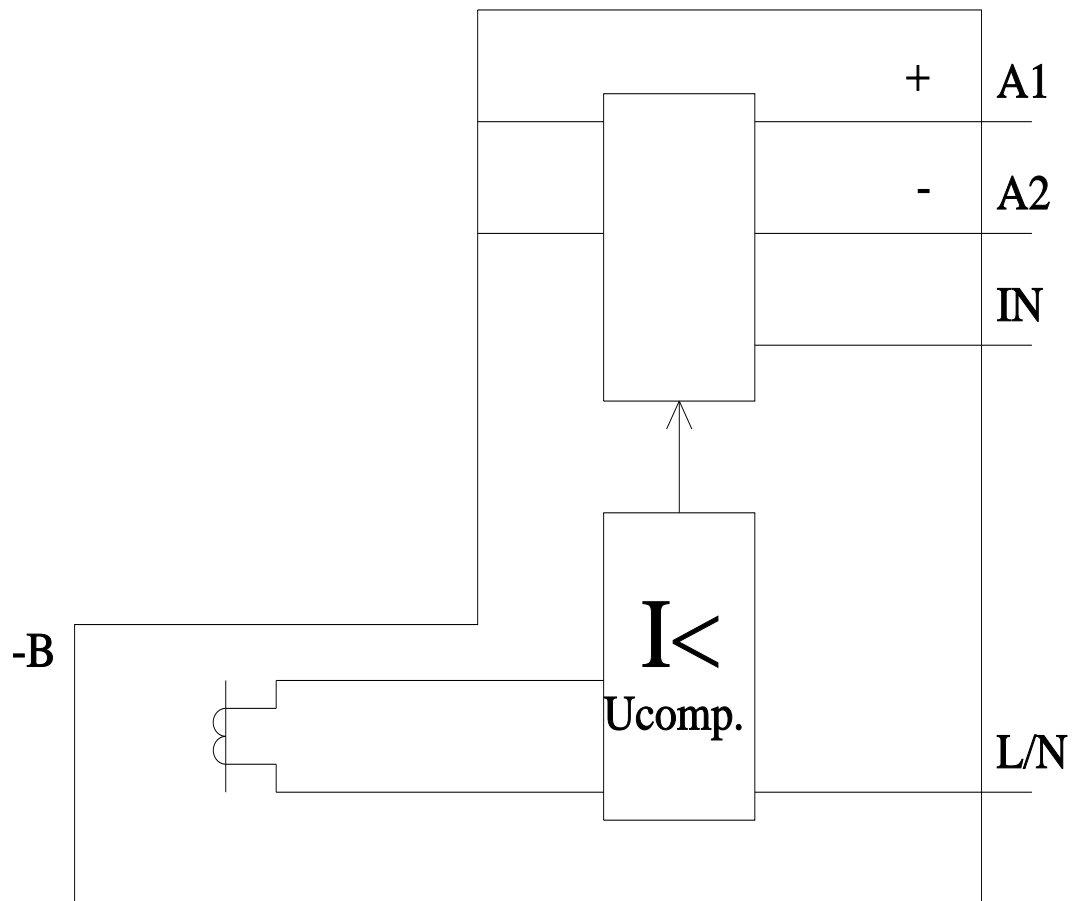 + A1
- A2
IN
-B
I<
Ucomp.
L/N